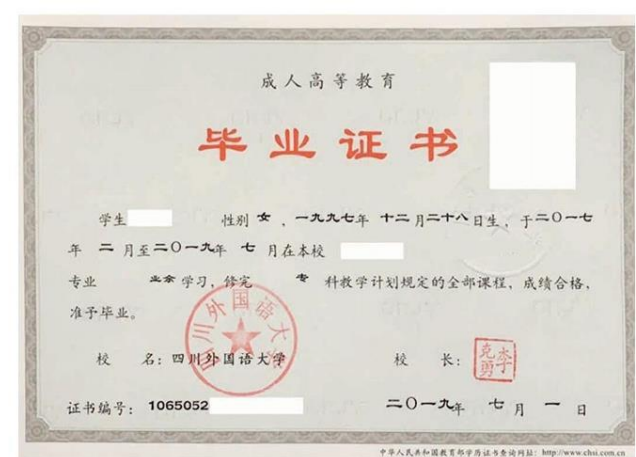 成人高等教育
毕业证书
学生 性别 女 ，一九九七年 十二月二十八日生，于二〇一七
年 二 月至二〇一九年 七 月在本校
专业 业余 学习，修完 专 科教学计划规定的全部课程，成绩合格，
准予毕业。
校 名：四川外国语大学 校 长：
四川外国语大学
李克勇
证书编号：1065052 二〇一九年 七 月 一 日
中华人民共和国教育部学历证书查询网址：http://www.chsi.com.cn